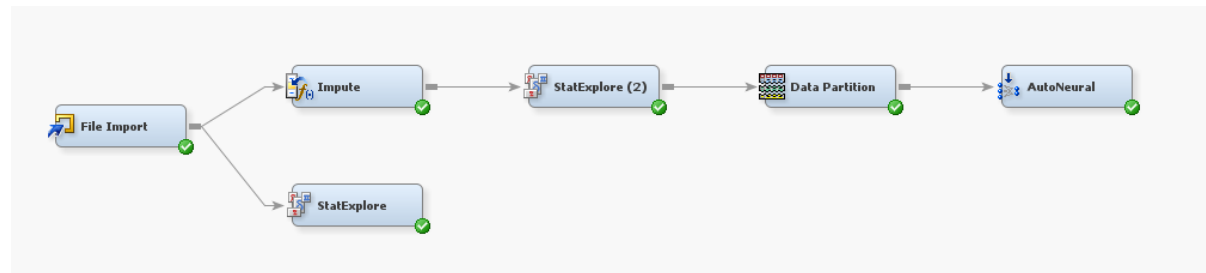 Impute
StatExplore (2)
Data Partition
AutoNeural
File Import
StatExplore